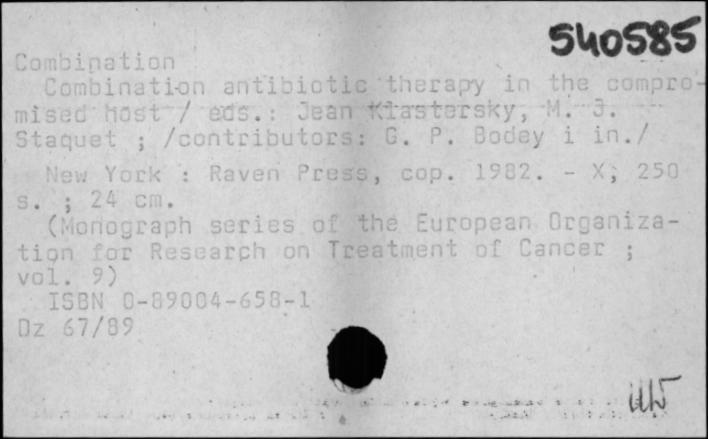 540585
Combination
Combination antibiotic therapy in the compro-
mised host / eds.: Jean Klastersky, M. J.
Staquet ; /contributors: G. P. Bodey i in./
New York : Raven Press, cop. 1982. - X, 250
s. ; 24 cm.
(Monograph series of the European Organiza-
tion for Research on Treatment of Cancer ;
vol. 9)
ISBN 0-89004-658-1
Dz 67/89